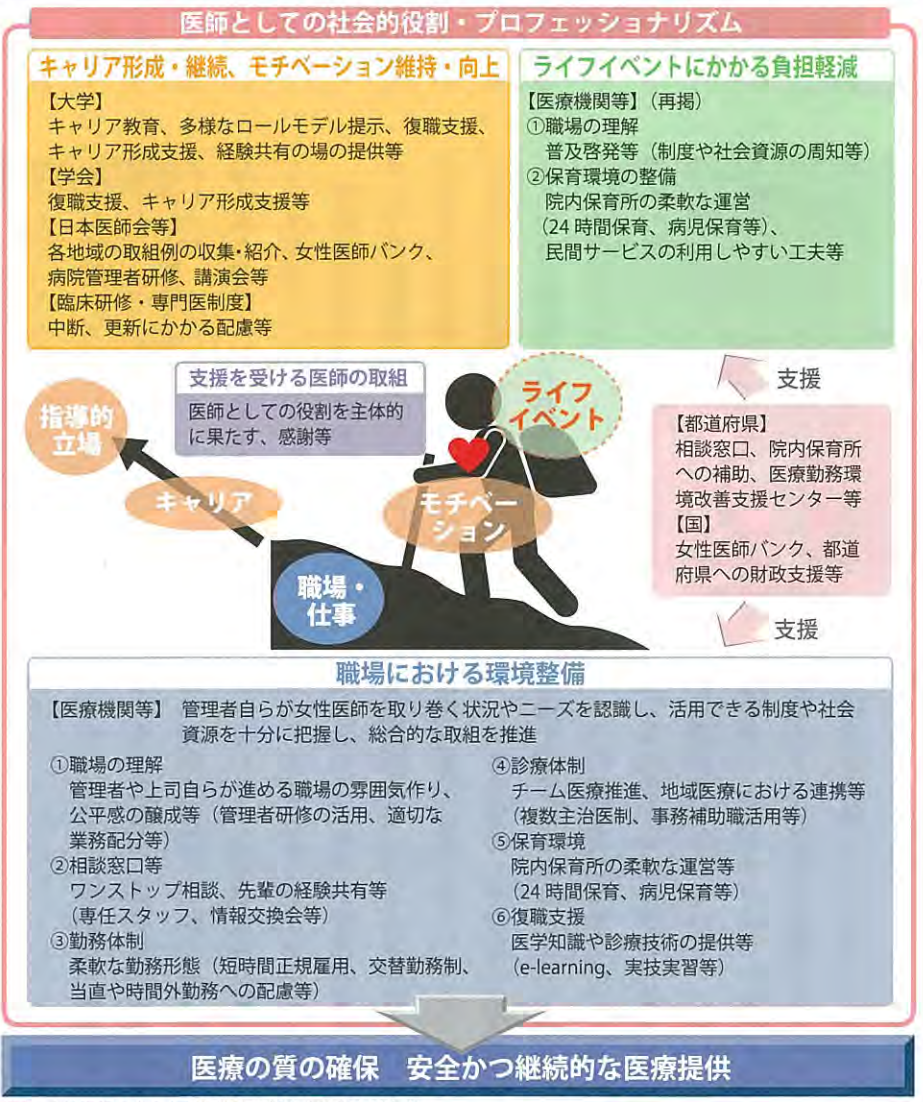 医師としての社会的役割・プロフェッショナリズム
キャリア形成・継続、モチベーション維持・向上
【大学】
キャリア教育、多様なロールモデル提示、復職支援、
キャリア形成支援、経験共有の場の提供等
【学会】
復職支援、キャリア形成支援等
【日本医師会等】
各地域の取組例の収集・紹介、女性医師バンク、
病院管理者研修、講演会等
【臨床研修・専門医制度】
中断、更新にかかる配慮等
ライフイベントにかかる負担軽減
【医療機関等】（再掲）
①職場の理解
普及啓発等（制度や社会資源の周知等）
②保育環境の整備
院内保育所の柔軟な運営
（24 時間保育、病児保育等）、
民間サービスの利用しやすい工夫等
支援を受ける医師の取組
医師としての役割を主体的
に果たす、感謝等
指導的
立場
キャリア
ライフ
イベント
モチベー
ション
職場・
仕事
支援
【都道府県】
相談窓口、院内保育所
への補助、医療勤務環
境改善支援センター等
【国】
女性医師バンク、都道
府県への財政支援等
支援
職場における環境整備
【医療機関等】 管理者自らが女性医師を取り巻く状況やニーズを認識し、活用できる制度や社会
資源を十分に把握し、総合的な取組を推進
①職場の理解
管理者や上司自らが進める職場の雰囲気作り、
公平感の醸成等（管理者研修の活用、適切な
業務配分等）
②相談窓口等
ワンストップ相談、先輩の経験共有等
（専任スタッフ、情報交換会等）
③勤務体制
柔軟な勤務形態（短時間正規雇用、交替勤務制、
当直や時間外勤務への配慮等）
④診療体制
チーム医療推進、地域医療における連携等
（複数主治医制、事務補助職活用等）
⑤保育環境
院内保育所の柔軟な運営等
（24 時間保育、病児保育等）
⑥復職支援
医学知識や診療技術の提供等
（e-learning、実技実習等）
医療の質の確保 安全かつ継続的な医療提供